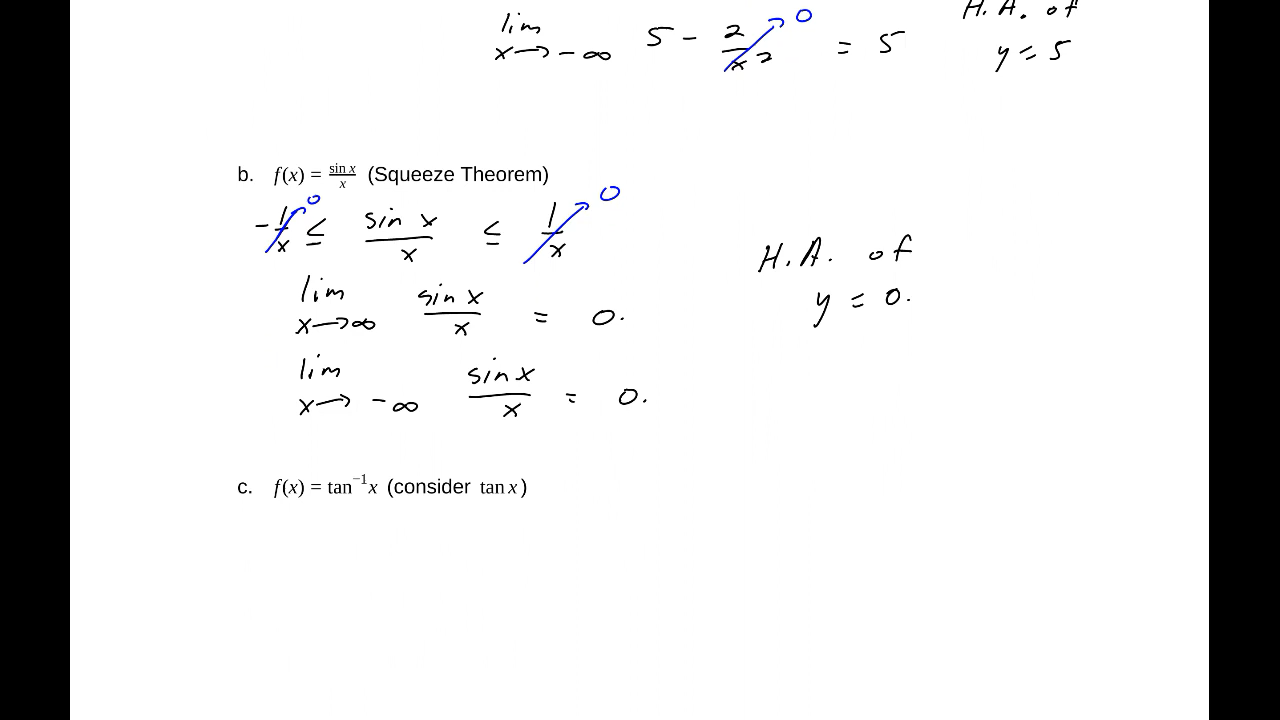 lim x→-∞ 5 - 2/x2 → 0 = 5 H.A. of y = 5
b. f(x) = sin x/x (Squeeze Theorem)
-1/x → 0 ≤ sin x/x ≤ 1/x → 0
lim x→∞ sin x/x = 0.
H.A. of
y = 0.
lim x→ -∞ sin x/x = 0.
c. f(x) = tan⁻¹x (consider tan x)